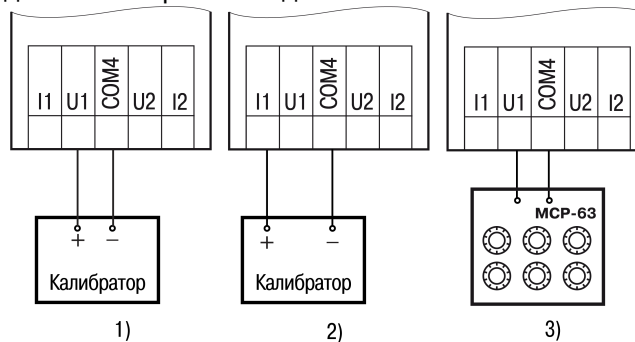 I1 U1 COM4 U2 I2
I1 U1 COM4 U2 I2
I1 U1 COM4 U2 I2
+ −
Калибратор
+ −
Калибратор
МСР-63
1)
2)
3)